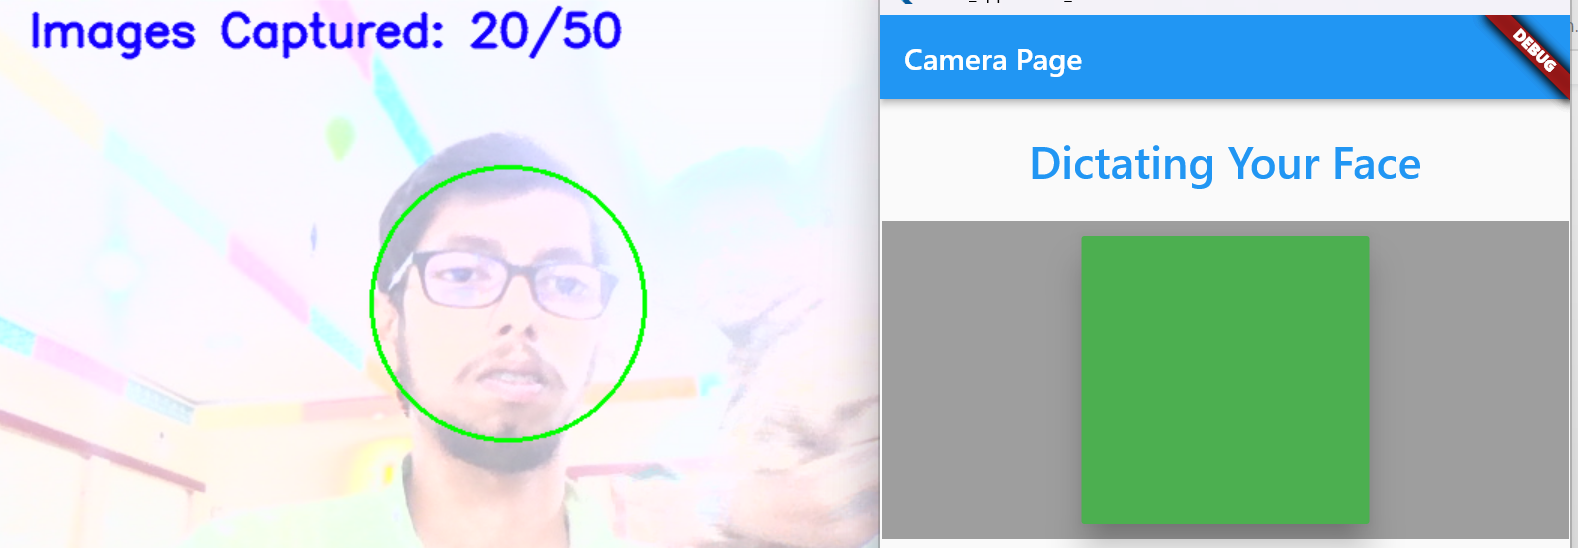 Images Captured: 20/50
Camera Page
DEBUG
Dictating Your Face